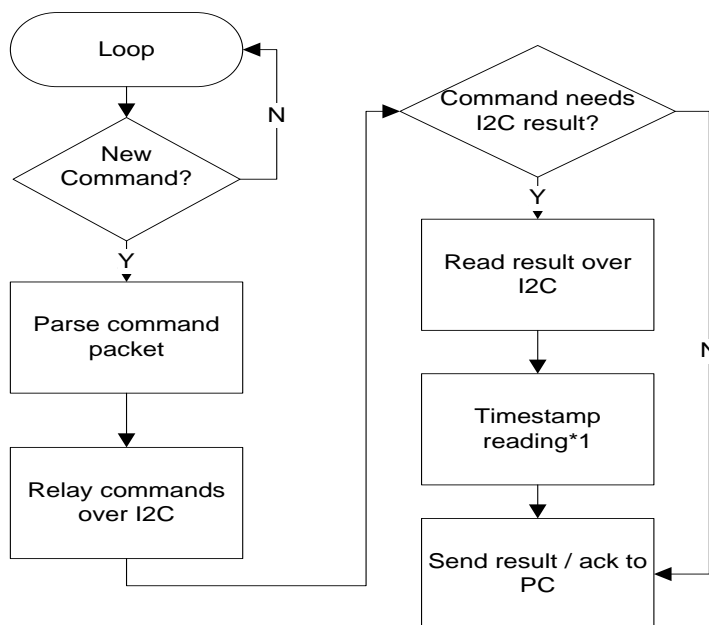 Loop
N
New
Command?
Y
Parse command
packet
Relay commands
over I2C
Command needs
I2C result?
Y
Read result over
I2C
N
Timestamp
reading*1
Send result / ack to
PC